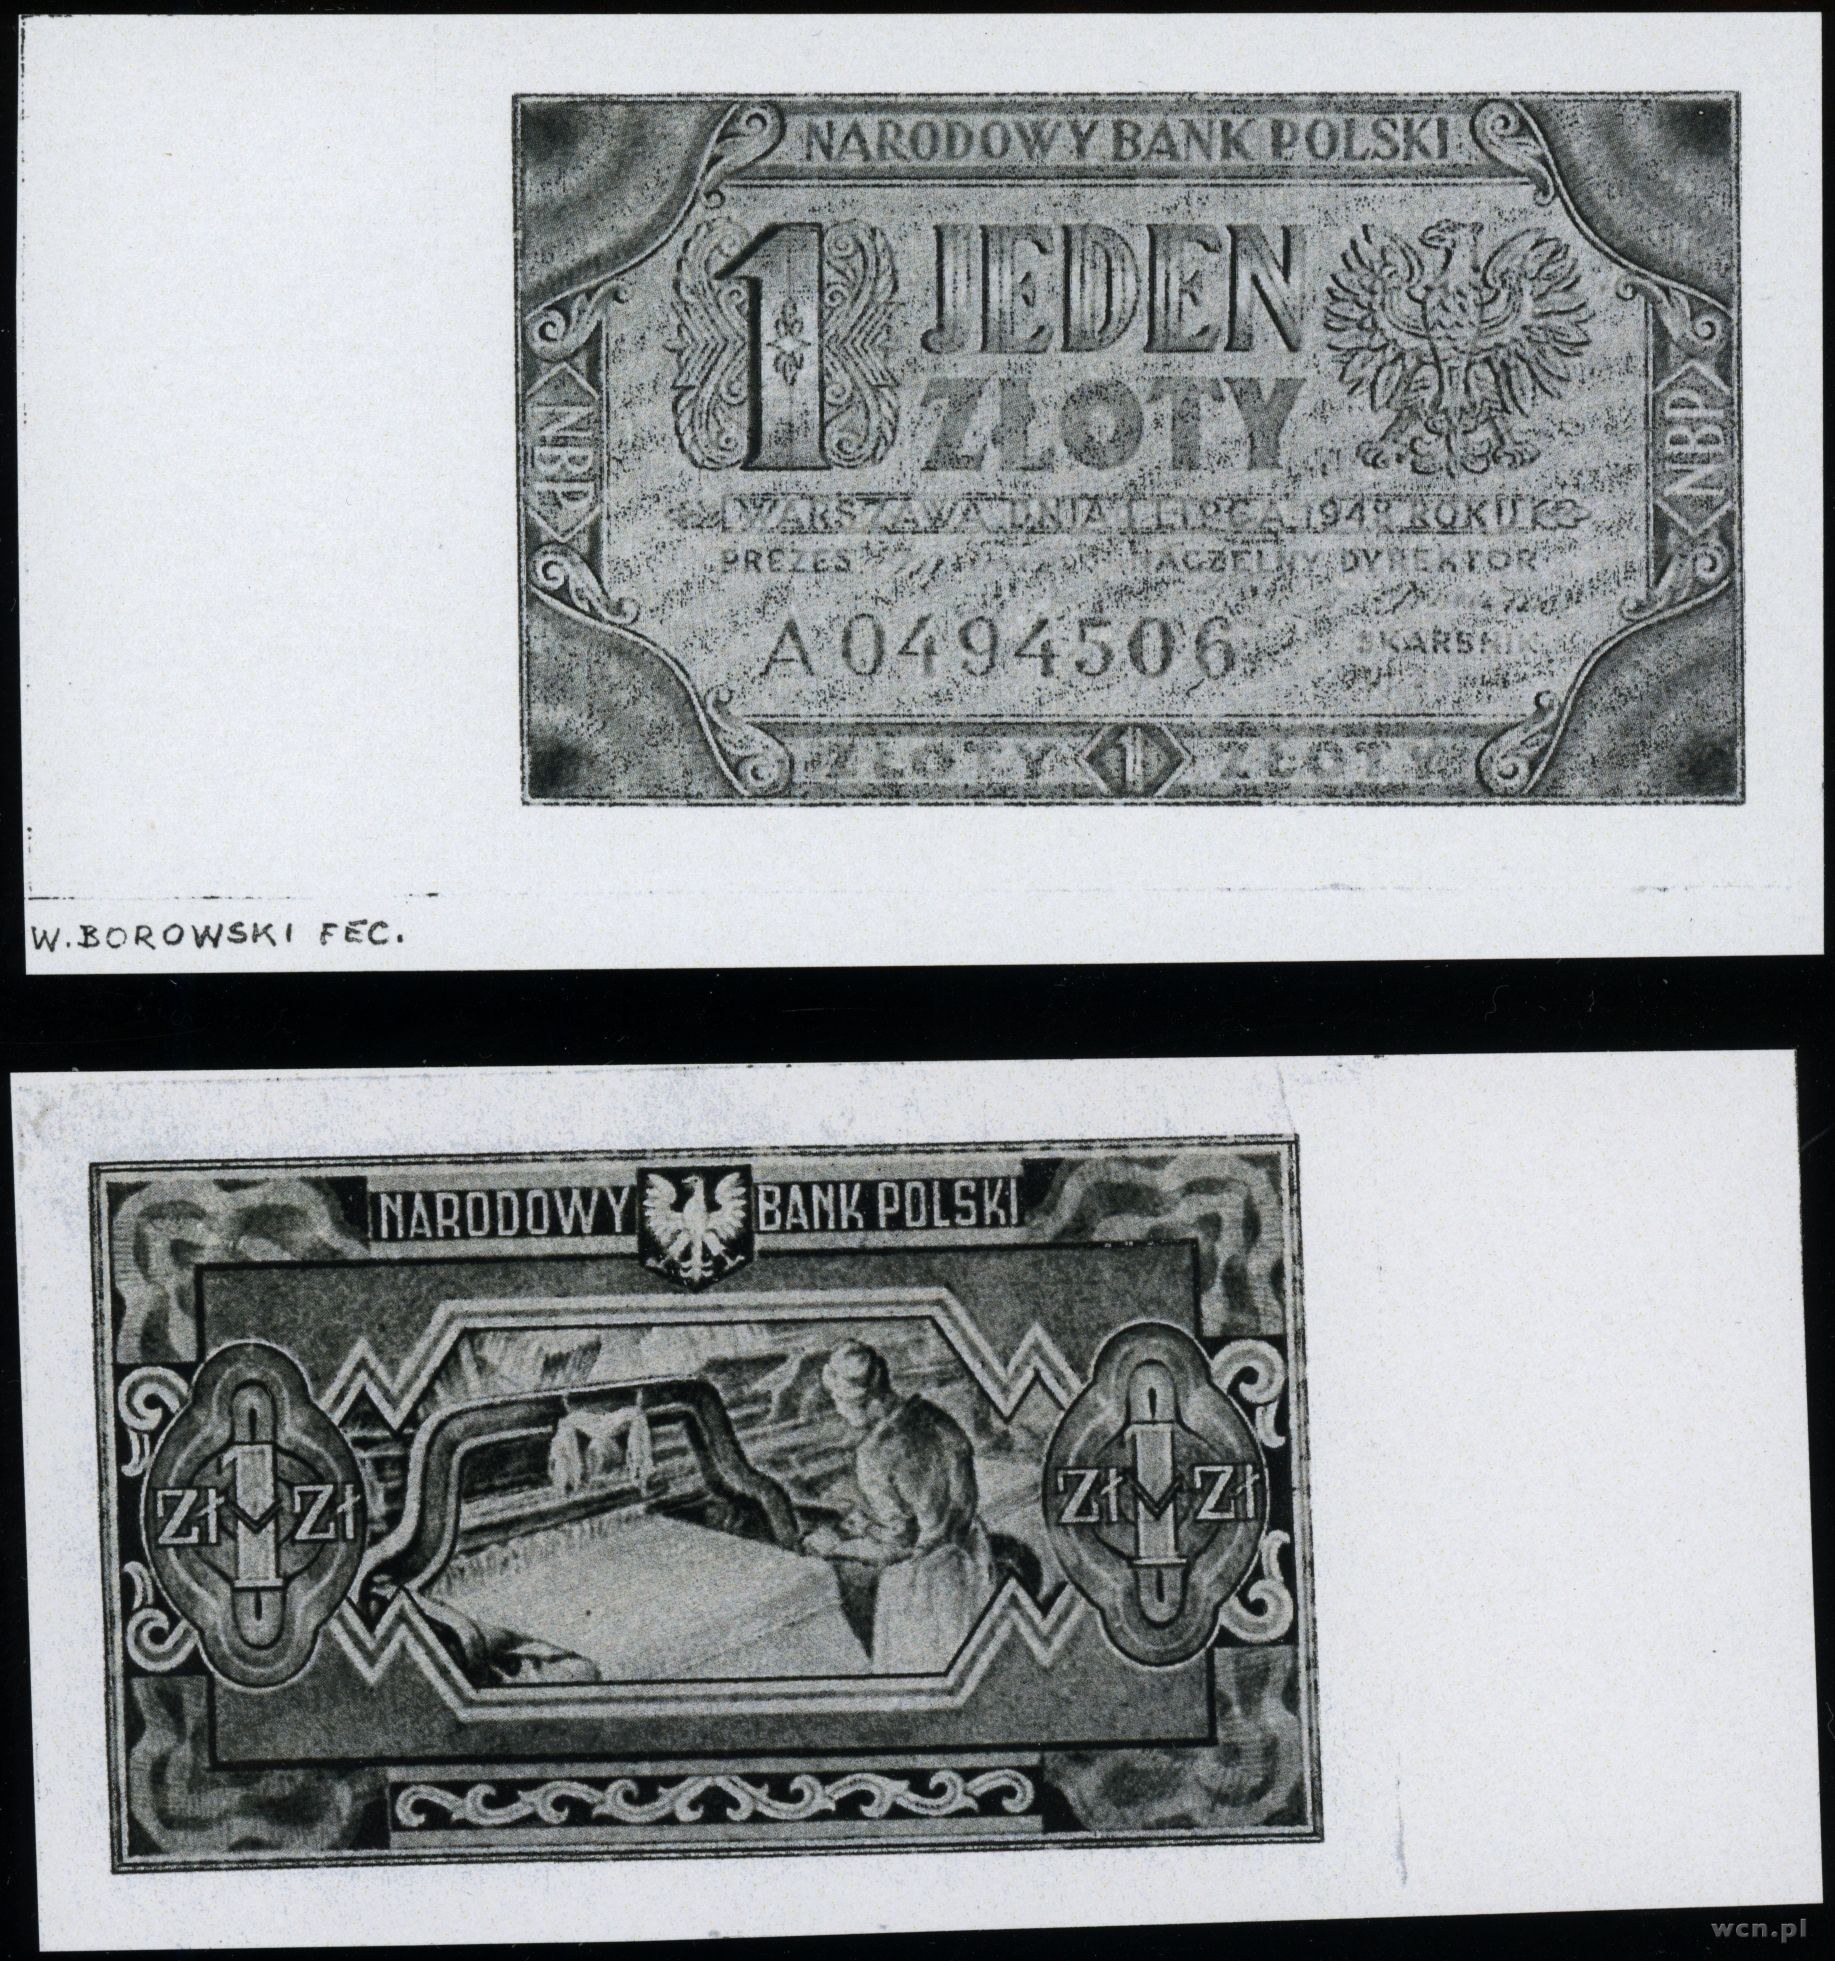 NARODOWY BANK POLSKI
1 JEDEN
ZŁOTY
NBP
NBP
WARSZAWA DNIA 1 LIPCA 1948 ROKU
PREZES NACZELNY DYREKTOR
A 0494506
SKARBNIK
ZŁOTY 1 ZŁOTY
W. BOROWSKI FEC.
NARODOWY BANK POLSKI
ZŁ 1 ZŁ
ZŁ 1 ZŁ
wcn.pl